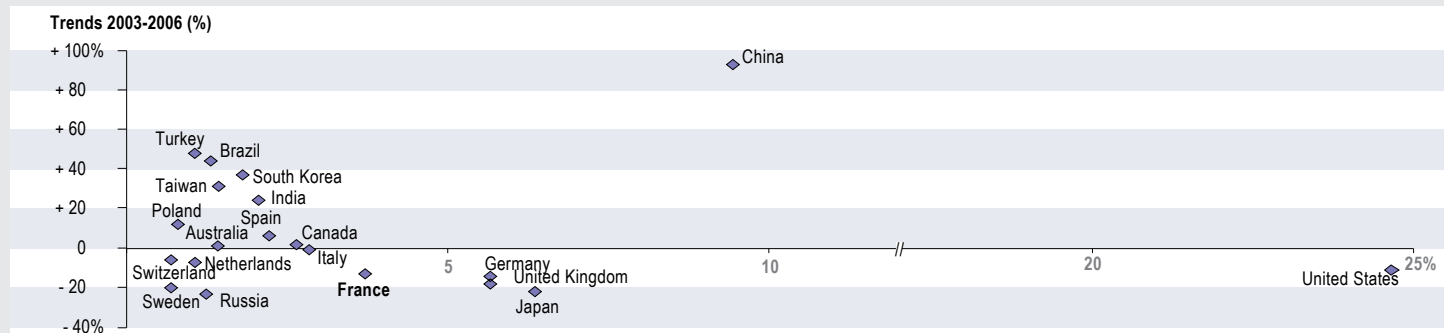 Trends 2003-2006 (%)
+ 100%
China
+ 80
+ 60
Turkey
Brazil
+ 40
South Korea
Taiwan
India
+ 20
Poland
Spain
Australia
Canada
0
Italy
5
10
20
25%
Switzerland
Netherlands
Germany
United Kingdom
United States
- 20
France
Sweden
Russia
Japan
- 40%